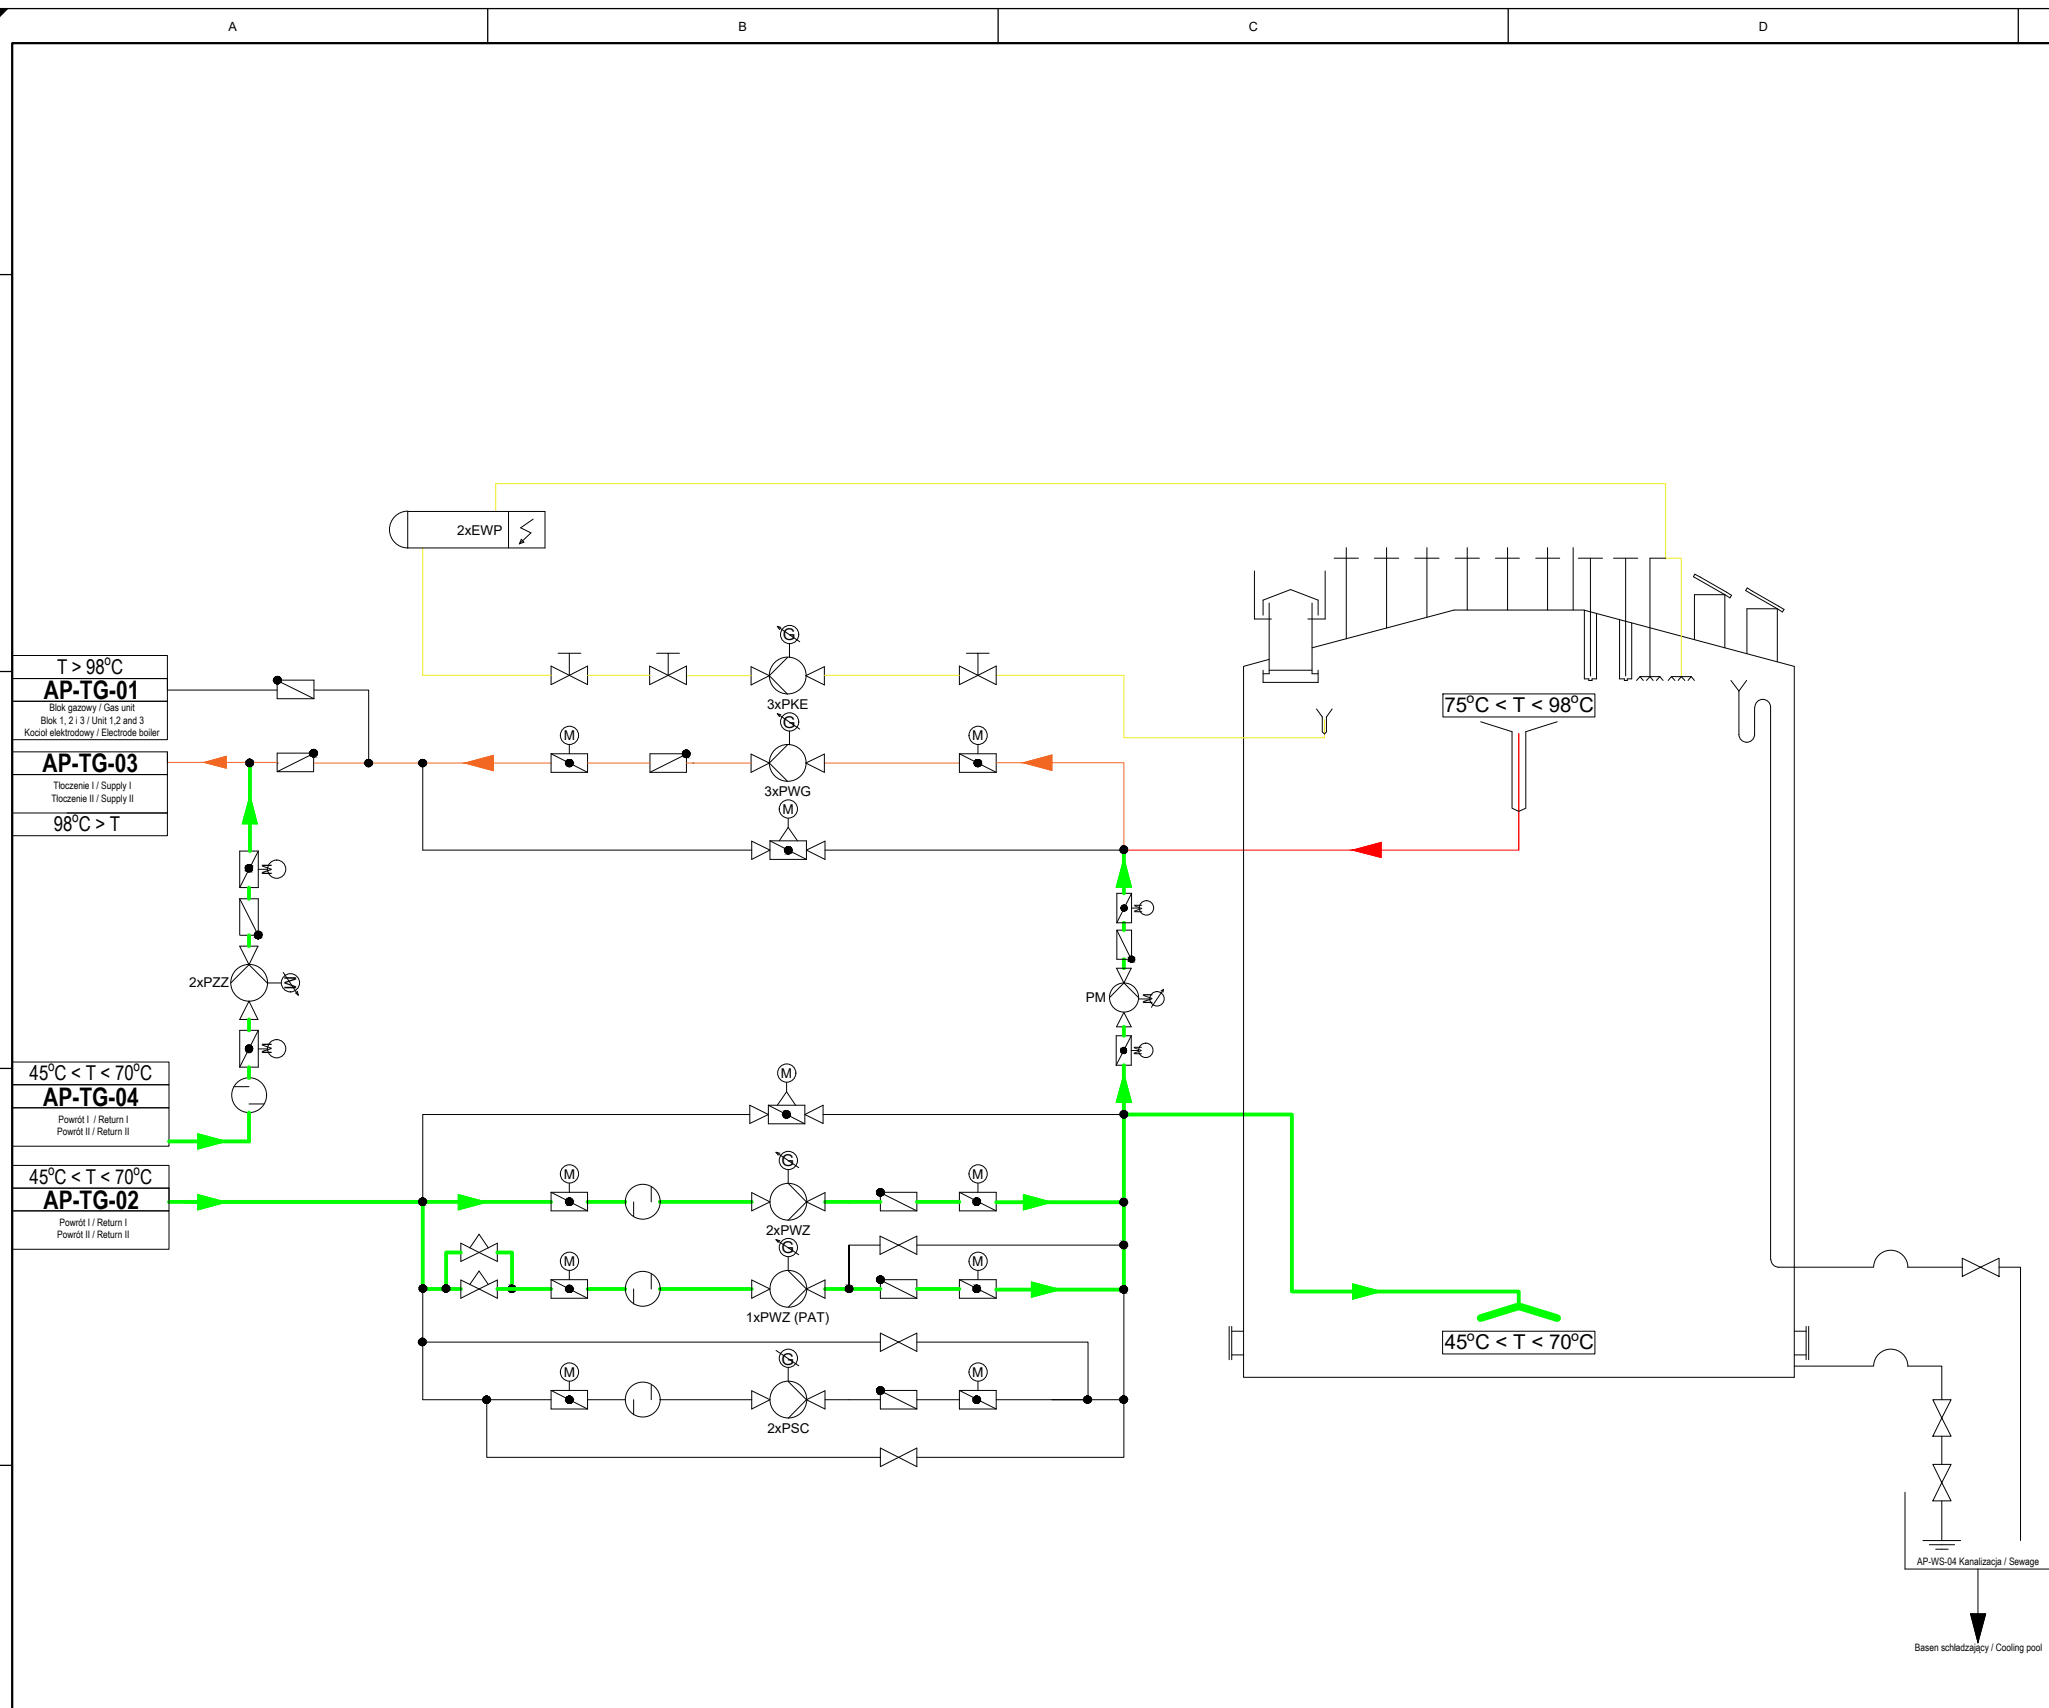 A
B
C
D
2xEWP
G
3xPKE
T > 98°C
AP-TG-01
Blok gazowy / Gas unit
Blok 1, 2 i 3 / Unit 1,2 and 3
Kocioł elektrodowy / Electrode boiler
75°C < T < 98°C
AP-TG-03
Tłoczenie I / Supply I
Tłoczenie II / Supply II
98°C > T
M
G
M
3xPWG
M
M
M
M
2xPZZ
M
PM
M
M
M
45°C < T < 70°C
AP-TG-04
Powrót I / Return I
Powrót II / Return II
M
45°C < T < 70°C
AP-TG-02
Powrót I / Return I
Powrót II / Return II
M
G
M
2xPWZ
M
G
M
1xPWZ (PAT)
45°C < T < 70°C
M
G
M
2xPSC
AP-WS-04 Kanalizacja / Sewage
Basen schładzający / Cooling pool